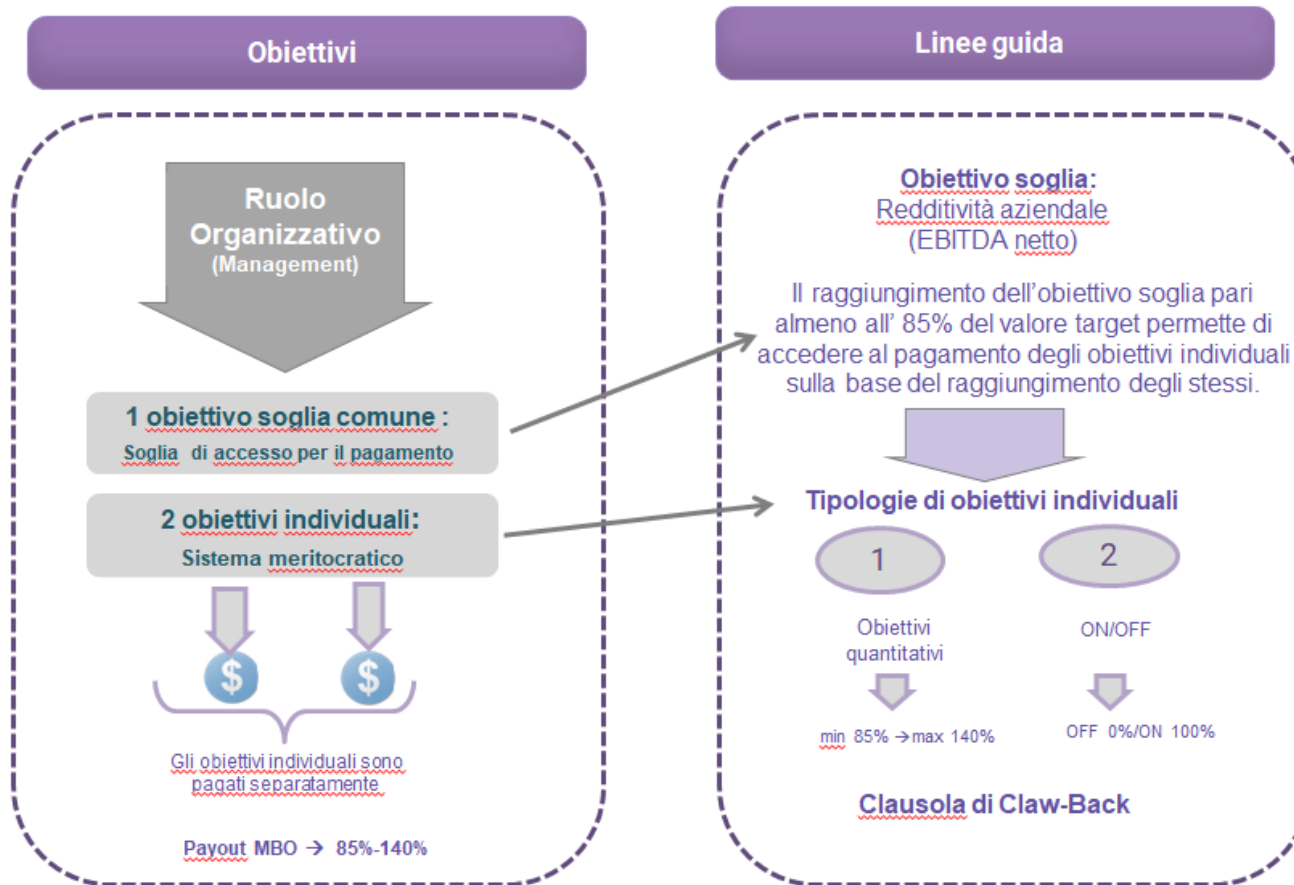 Obiettivi
Ruolo
Organizzativo
(Management)
1 obiettivo soglia comune :
Soglia di accesso per il pagamento
2 obiettivi individuali:
Sistema meritocratico
$ $
Gli obiettivi individuali sono
pagati separatamente
Payout MBO → 85%-140%
Linee guida
Obiettivo soglia:
Redditività aziendale
(EBITDA netto)
Il raggiungimento dell'obiettivo soglia pari
almeno all' 85% del valore target permette di
accedere al pagamento degli obiettivi individuali
sulla base del raggiungimento degli stessi.
Tipologie di obiettivi individuali
1 2
Obiettivi
quantitativi
ON/OFF
min 85% →max 140%
OFF 0%/ON 100%
Clausola di Claw-Back